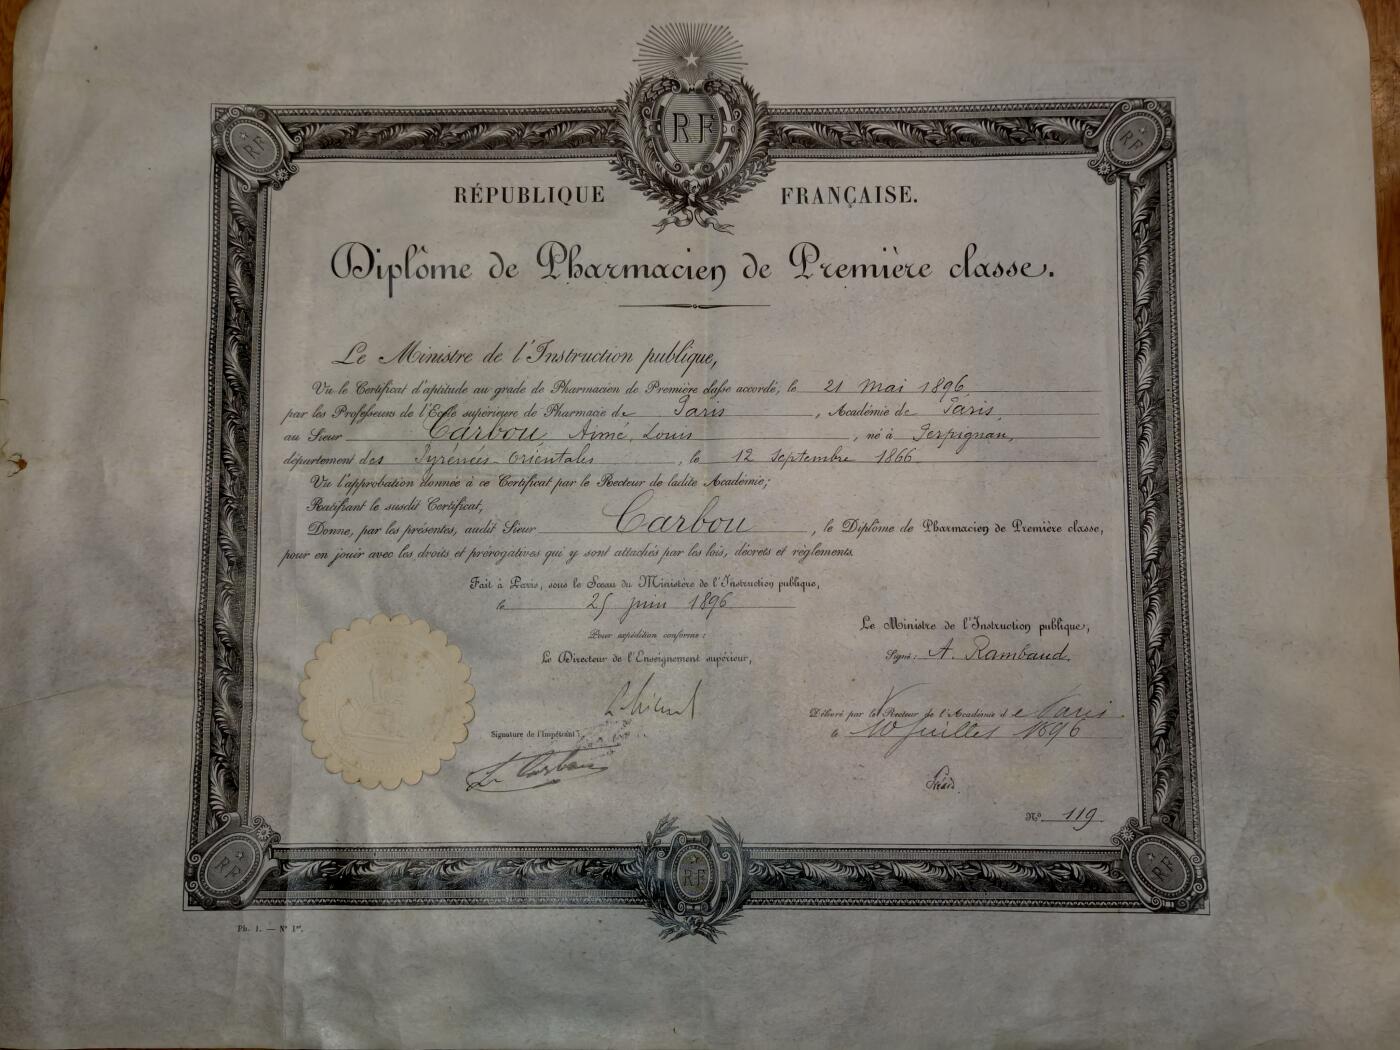 RF
RF
RF
RÉPUBLIQUE FRANÇAISE.
Diplôme de Pharmacien de Première classe.
Le Ministre de l'Instruction publique,
Vu le Certificat d'aptitude au grade de Pharmacien de Première classe accordé, le 21 mai 1896
par les Professeurs de l'École supérieure de Pharmacie de Paris, Académie de Paris,
au Sieur Carbou, Aimé, Louis, né à Perpignan,
département des Pyrénées-Orientales, le 12 septembre 1866
Vu l'approbation donnée à ce Certificat par le Recteur de ladite Académie;
Ratifiant le susdit Certificat,
Donne, par les présentes, audit Sieur Carbou, le Diplôme de Pharmacien de Première classe,
pour en jouir avec les droits et prérogatives qui y sont attachés par les lois, décrets et règlements.
Fait à Paris, sous le Sceau du Ministère de l'Instruction publique,
le 25 juin 1896
Pour expédition conforme:
Le Directeur de l'Enseignement supérieur,
Le Ministre de l'Instruction publique,
Signé: A. Rambaud.
Délivré par le Recteur de l'Académie de Paris
le 10 juillet 1896
Signature de l'Impétrant:
L. Carbou
Gréard.
N° 119
RF
RF
RF
Ph. 1. — N° 1er.